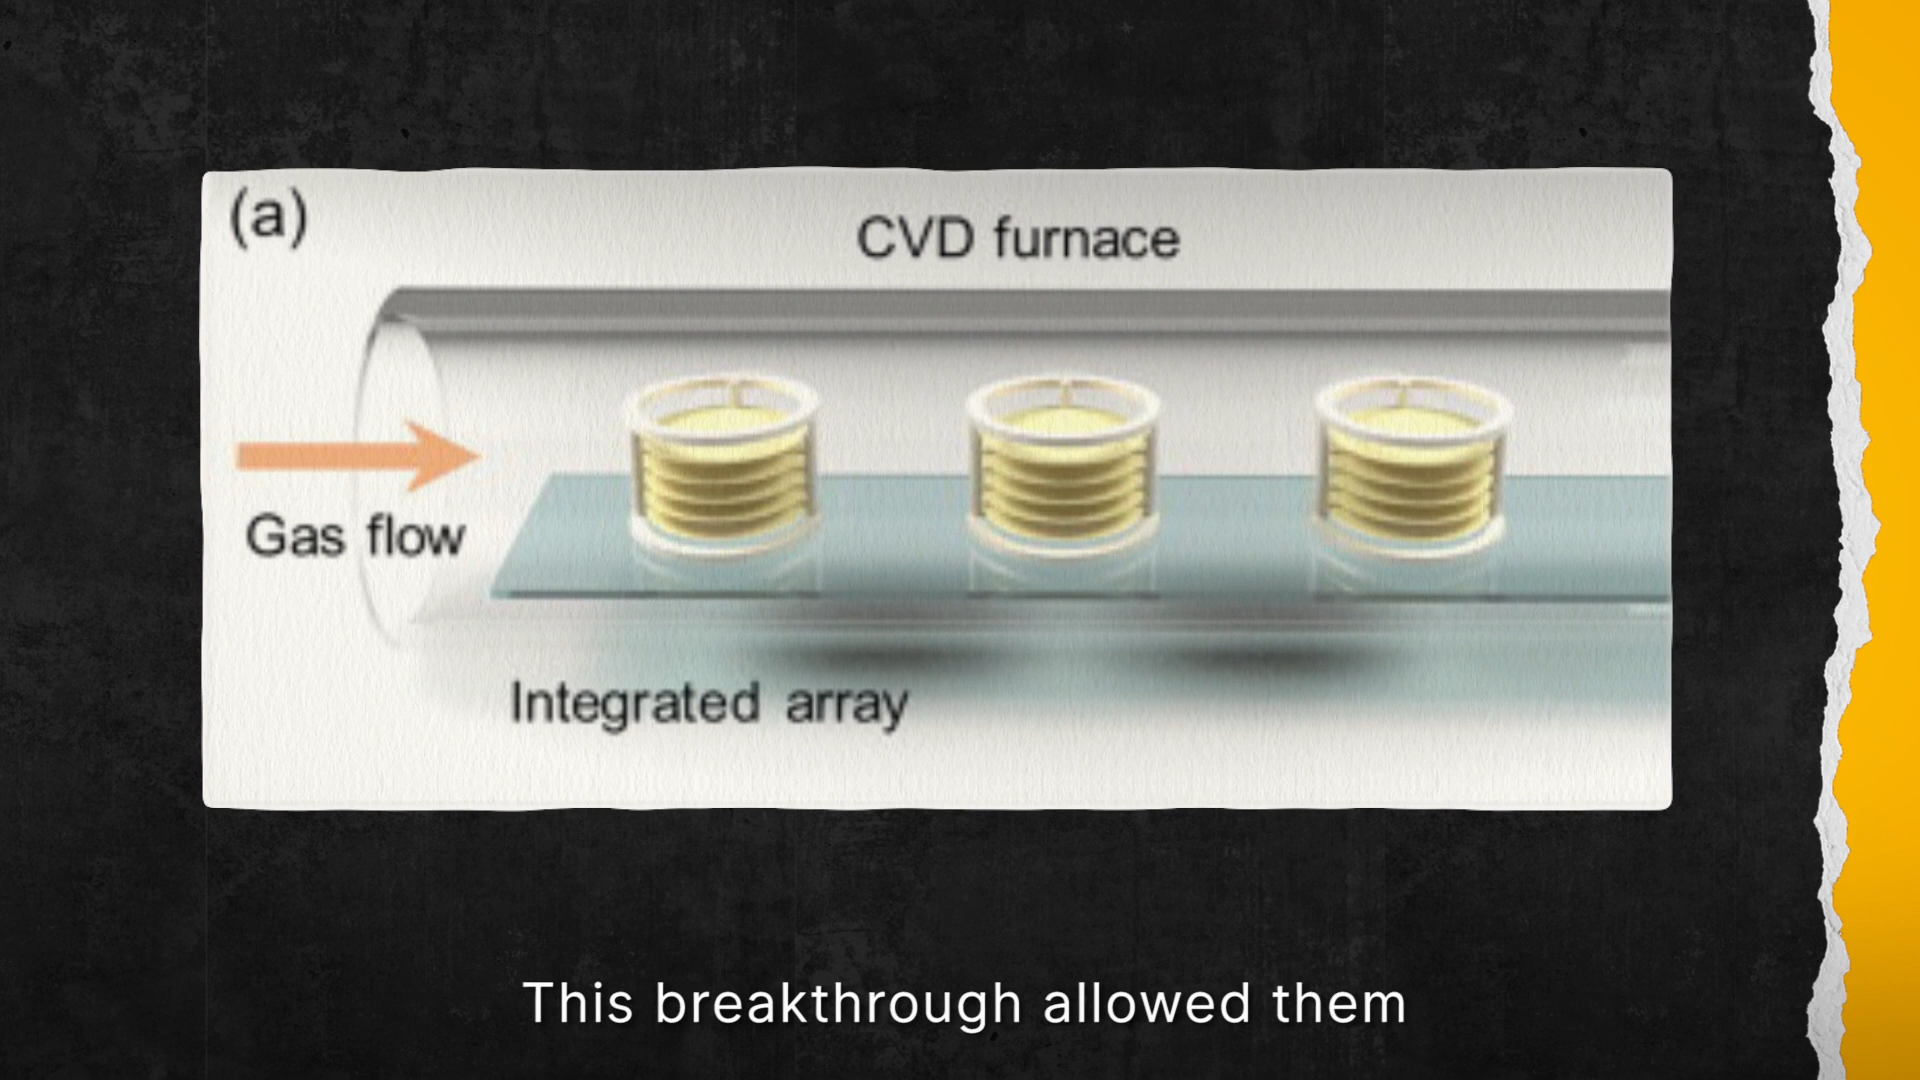 (a)
CVD furnace
Gas flow
Integrated array
This breakthrough allowed them